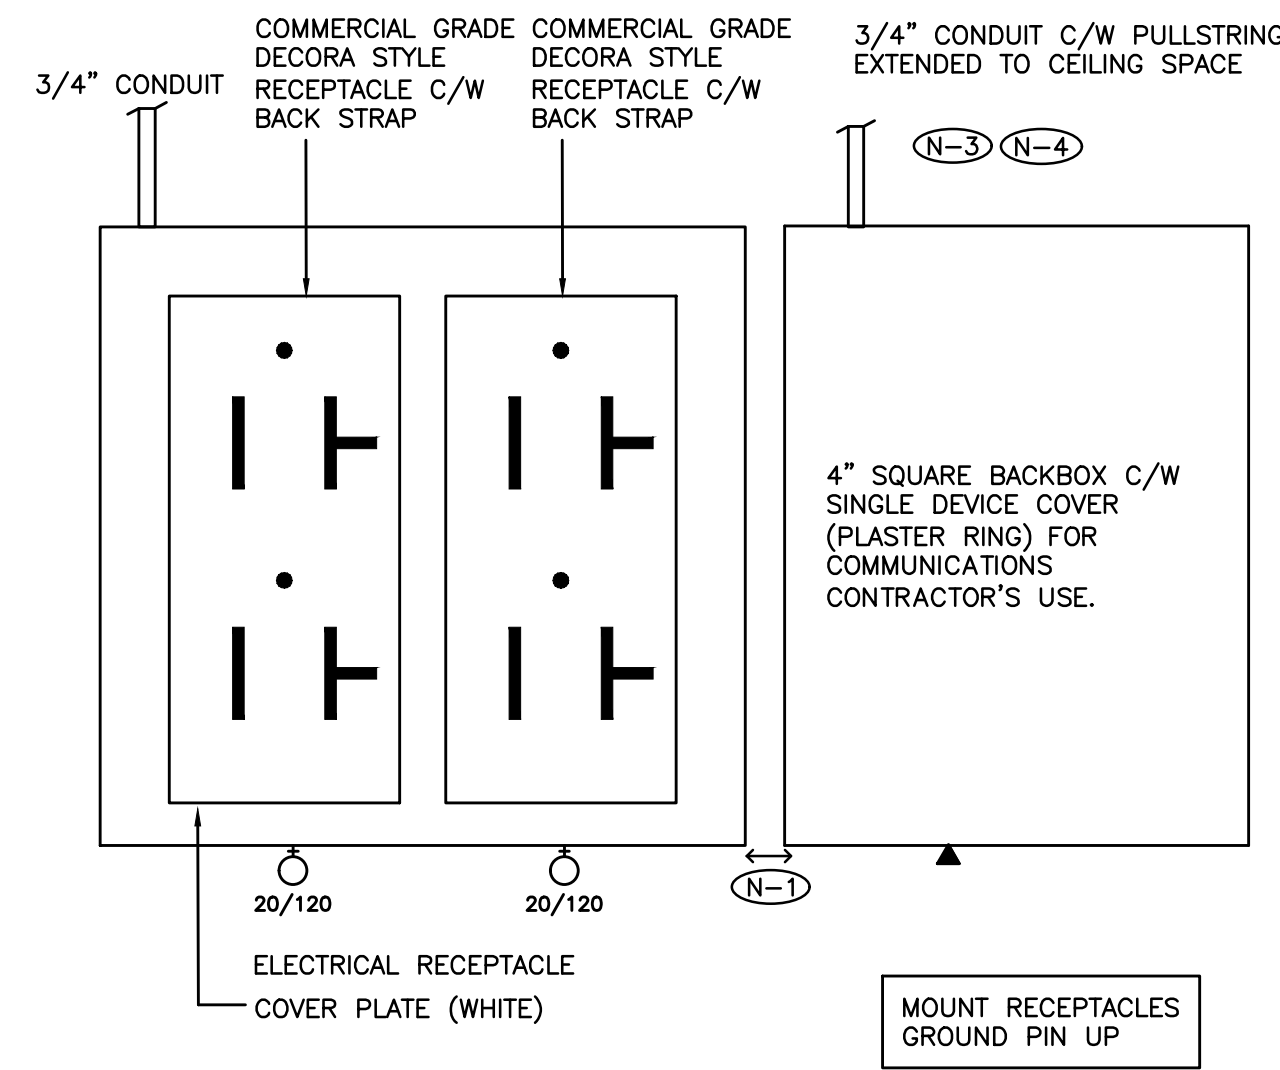 3/4” CONDUIT
COMMERCIAL GRADE
DECORA STYLE
RECEPTACLE C/W
BACK STRAP
COMMERCIAL GRADE
DECORA STYLE
RECEPTACLE C/W
BACK STRAP
3/4” CONDUIT C/W PULLSTRING
EXTENDED TO CEILING SPACE
N-3 N-4
4” SQUARE BACKBOX C/W
SINGLE DEVICE COVER
(PLASTER RING) FOR
COMMUNICATIONS
CONTRACTOR'S USE.
N-1
20/120
20/120
ELECTRICAL RECEPTACLE
COVER PLATE (WHITE)
MOUNT RECEPTACLES
GROUND PIN UP